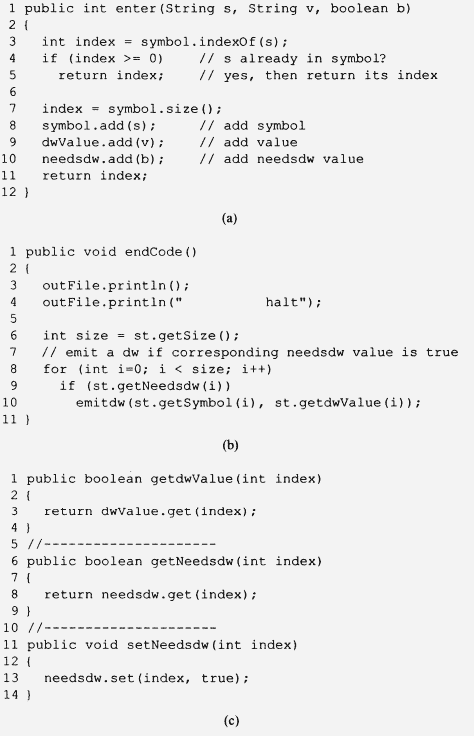 1 public int enter(String s, String v, boolean b)
2 {
3   int index = symbol.indexOf(s);
4   if (index >= 0)    // s already in symbol?
5     return index;    // yes, then return its index
6
7   index = symbol.size();
8   symbol.add(s);     // add symbol
9   dwValue.add(v);    // add value
10   needsdw.add(b);    // add needsdw value
11   return index;
12 }
(a)
1 public void endCode()
2 {
3   outFile.println();
4   outFile.println("          halt");
5
6   int size = st.getSize();
7   // emit a dw if corresponding needsdw value is true
8   for (int i=0; i < size; i++)
9     if (st.getNeedsdw(i))
10       emitdw(st.getSymbol(i), st.getdwValue(i));
11 }
(b)
1 public boolean getdwValue(int index)
2 {
3   return dwValue.get(index);
4 }
5 //---------------------
6 public boolean getNeedsdw(int index)
7 {
8   return needsdw.get(index);
9 }
10 //---------------------
11 public void setNeedsdw(int index)
12 {
13   needsdw.set(index, true);
14 }
(c)